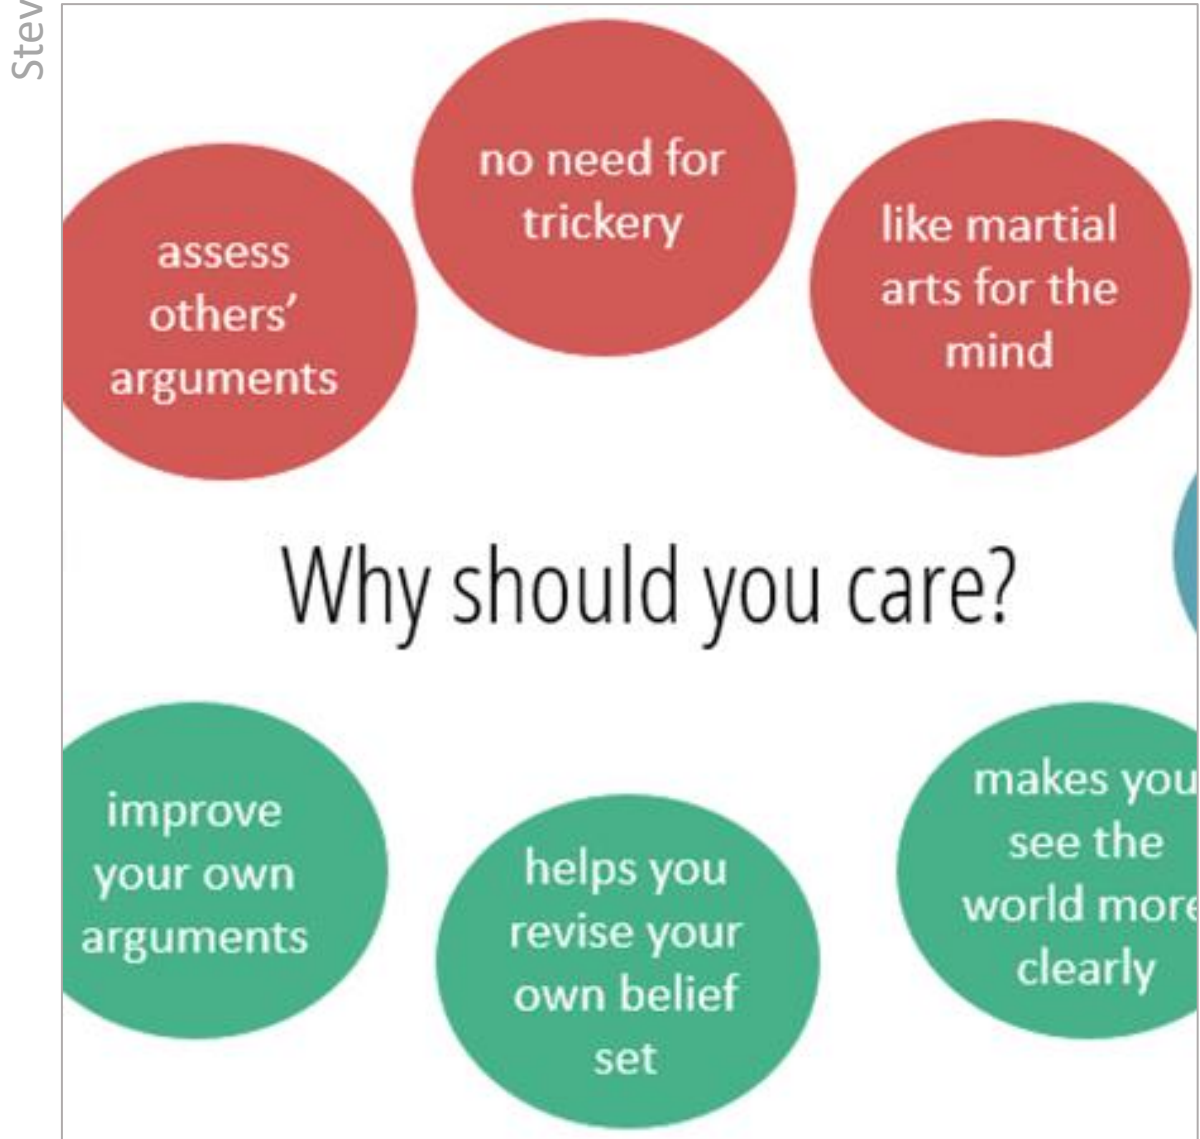 Stev
no need for
trickery
assess
others’
arguments
like martial
arts for the
mind
Why should you care?
improve
your own
arguments
helps you
revise your
own belief
set
makes you
see the
world more
clearly